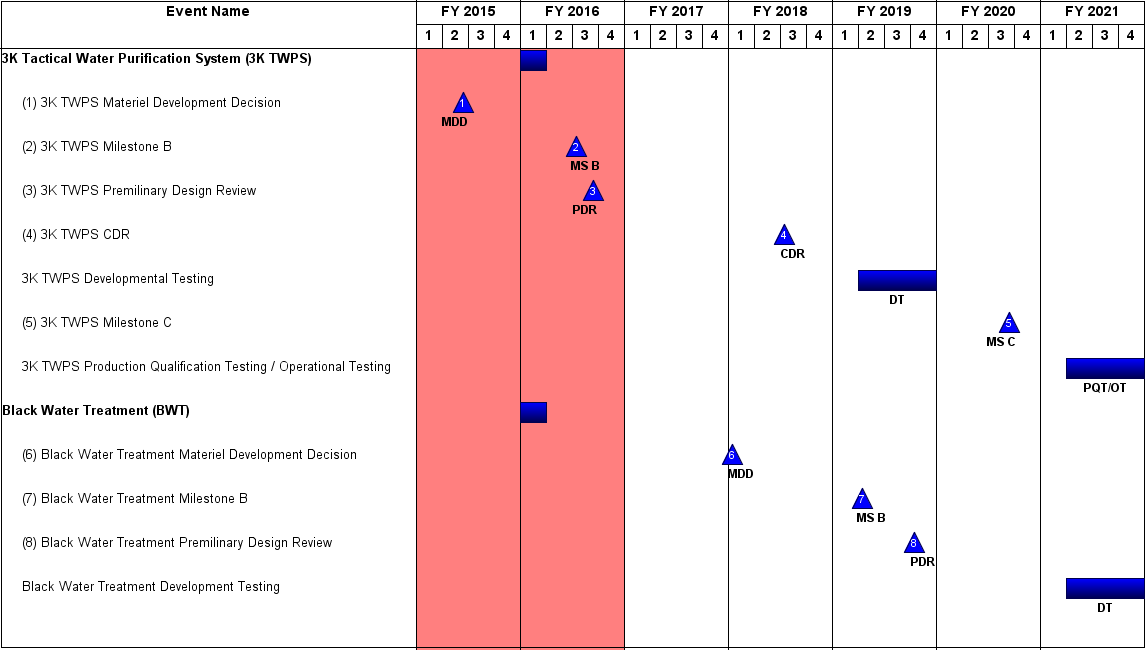 Event Name FY 2015 FY 2016 FY 2017 FY 2018 FY 2019 FY 2020 FY 2021
1 2 3 4 1 2 3 4 1 2 3 4 1 2 3 4 1 2 3 4 1 2 3 4 1 2 3 4
3K Tactical Water Purification System (3K TWPS)
(1) 3K TWPS Materiel Development Decision 1
MDD
(2) 3K TWPS Milestone B 2
MS B
(3) 3K TWPS Premilinary Design Review 3
PDR
(4) 3K TWPS CDR 4
CDR
3K TWPS Developmental Testing
DT
(5) 3K TWPS Milestone C 5
MS C
3K TWPS Production Qualification Testing / Operational Testing
PQT/OT
Black Water Treatment (BWT)
(6) Black Water Treatment Materiel Development Decision 6
MDD
(7) Black Water Treatment Milestone B 7
MS B
(8) Black Water Treatment Premilinary Design Review 8
PDR
Black Water Treatment Development Testing
DT